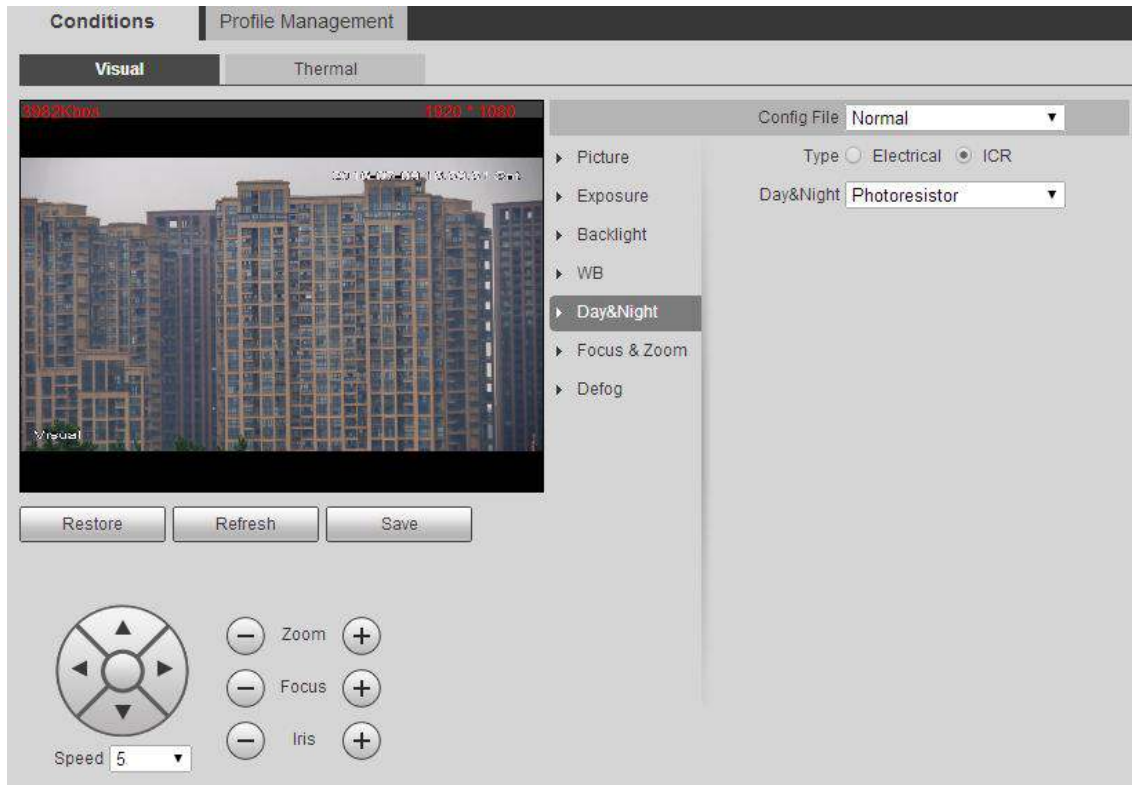 Conditions
Profile Management
Visual
Thermal
3982Kbps
1920 * 1080
Visual
Config File Normal
Picture
Exposure
Backlight
WB
Day&Night
Focus & Zoom
Defog
Type Electrical ICR
Day&Night Photoresistor
Restore
Refresh
Save
Zoom
Focus
Iris
Speed 5